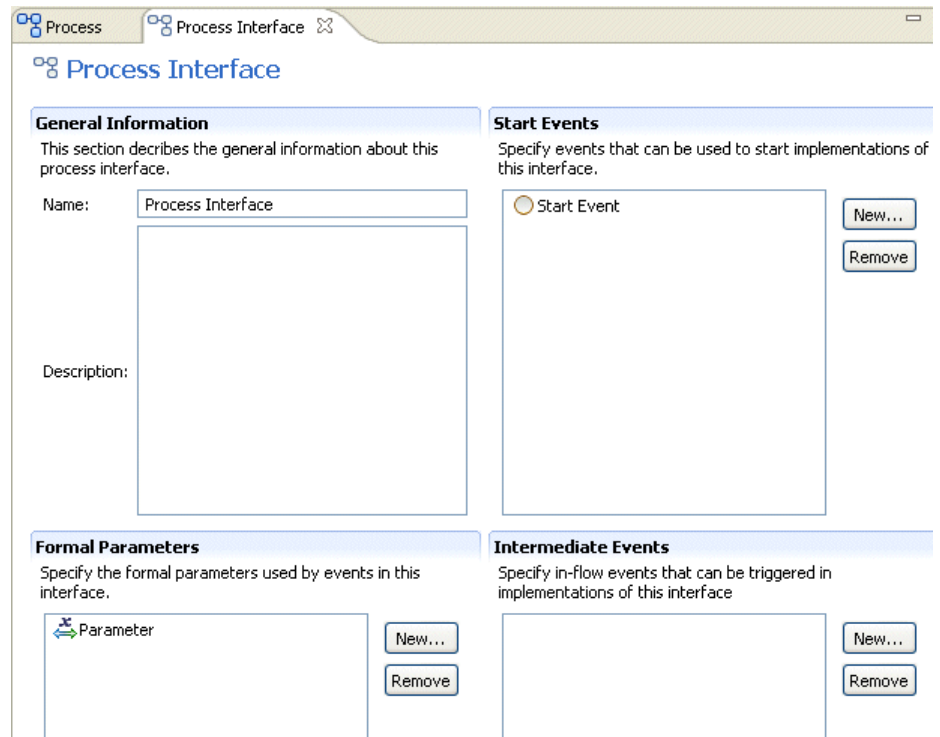 Process
Process Interface
Process Interface
General Information
This section decribes the general information about this
process interface.
Name:
Process Interface
Description:
Start Events
Specify events that can be used to start implementations of
this interface.
Start Event
New...
Remove
Formal Parameters
Specify the formal parameters used by events in this
interface.
Parameter
New...
Remove
Intermediate Events
Specify in-flow events that can be triggered in
implementations of this interface
New...
Remove